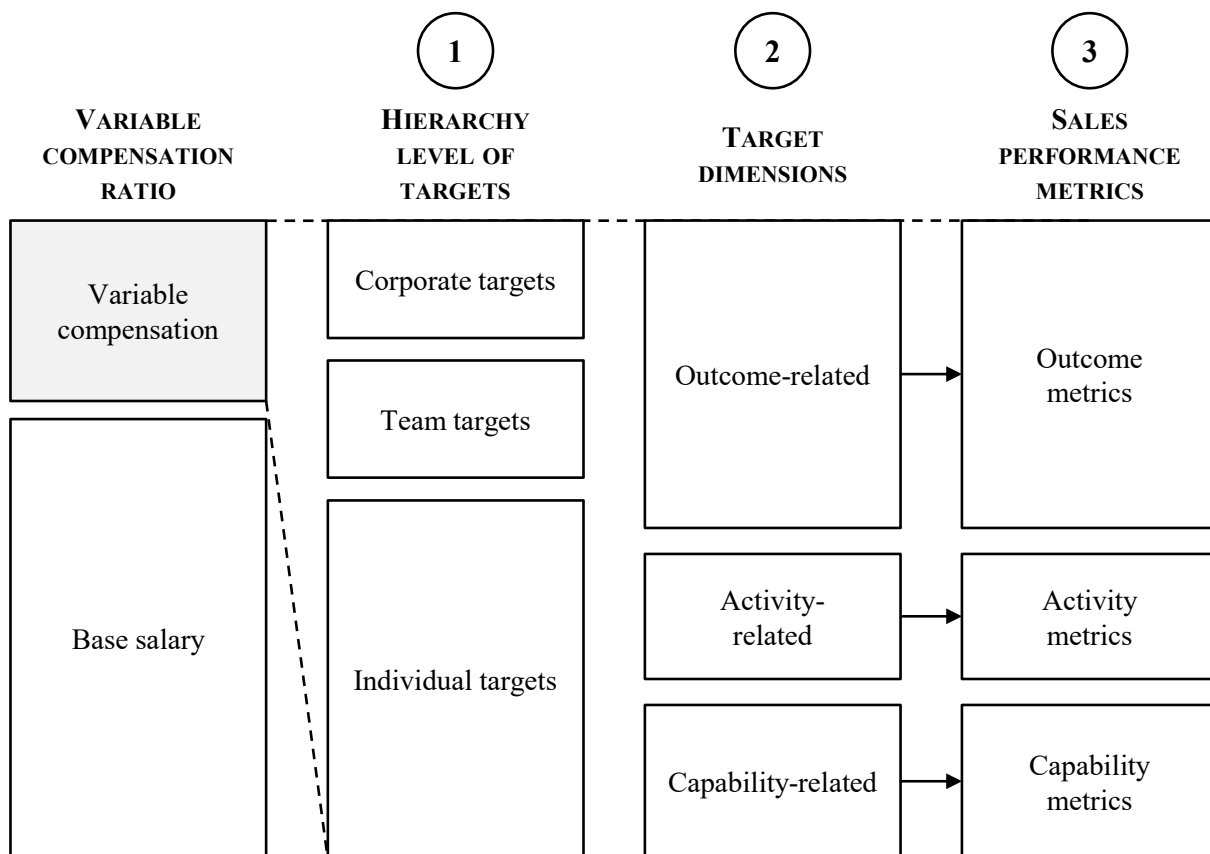 1
2
3
VARIABLE
COMPENSATION
RATIO
HIERARCHY
LEVEL OF
TARGETS
TARGET
DIMENSIONS
SALES
PERFORMANCE
METRICS
Variable
compensation
Base salary
Corporate targets
Team targets
Individual targets
Outcome-related
Activity-
related
Capability-related
Outcome
metrics
Activity
metrics
Capability
metrics